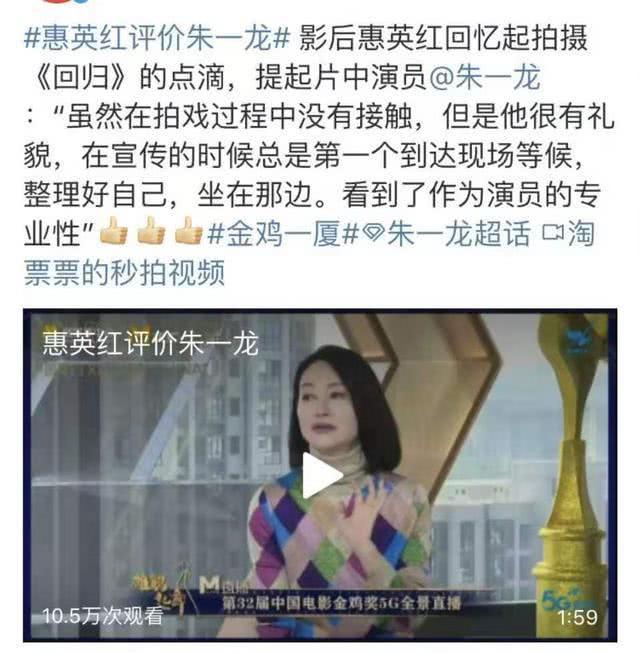 #惠英红评价朱一龙# 影后惠英红回忆起拍摄
《回归》的点滴，提起片中演员@朱一龙
：“虽然在拍戏过程中没有接触，但是他很有礼
貌，在宣传的时候总是第一个到达现场等候，
整理好自己，坐在那边。看到了作为演员的专
业性”👍👍👍#金鸡一厦#朱一龙超话 淘
票票的秒拍视频
惠英红评价朱一龙
M直播
第32届中国电影金鸡奖5G全景直播
5G
10.5万次观看
1:59